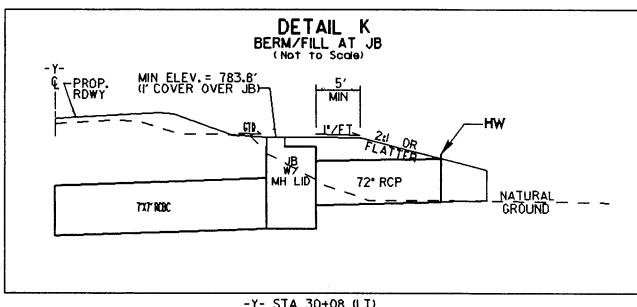 DETAIL K
BERM/FILL AT JB
(Not to Scale)
-Y-
℄
PROP.
RDWY
MIN ELEV. = 783.8'
(1' COVER OVER JB)
5'
MIN
GTD
1"/FT.
2:1 OR
FLATTER
HW
JB
W/
MH LID
72" RCP
7'X7' RCBC
NATURAL
GROUND
-Y- STA 30+08 (LT)